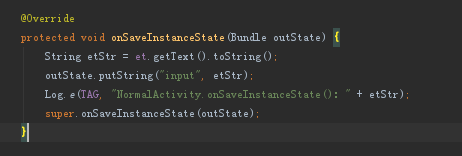 @Override
protected void onSaveInstanceState(Bundle outState) {
String etStr = et.getText().toString();
outState.putString("input", etStr);
Log.e(TAG, "NormalActivity.onSaveInstanceState(): " + etStr);
super.onSaveInstanceState(outState);
}